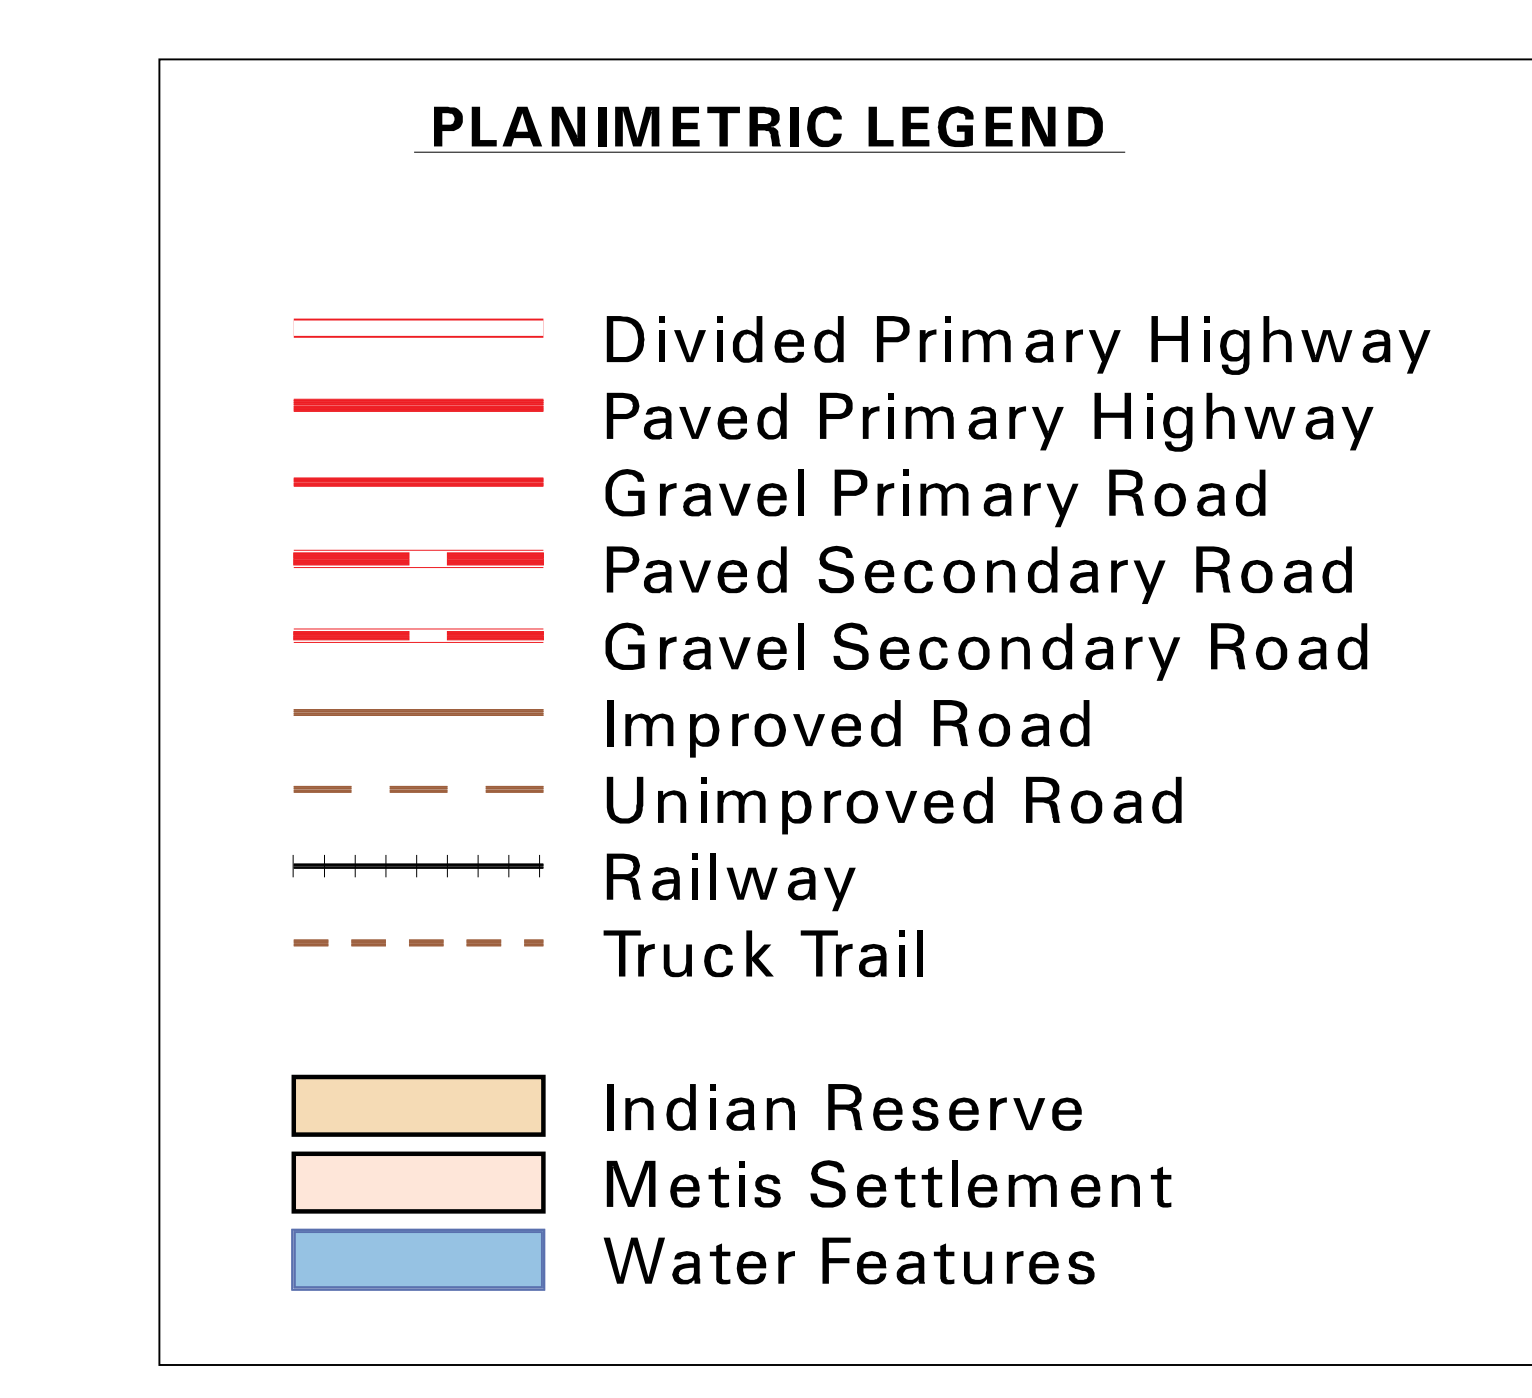 PLANIMETRIC LEGEND
Divided Primary Highway
Paved Primary Highway
Gravel Primary Road
Paved Secondary Road
Gravel Secondary Road
Improved Road
Unimproved Road
Railway
Truck Trail
Indian Reserve
Metis Settlement
Water Features